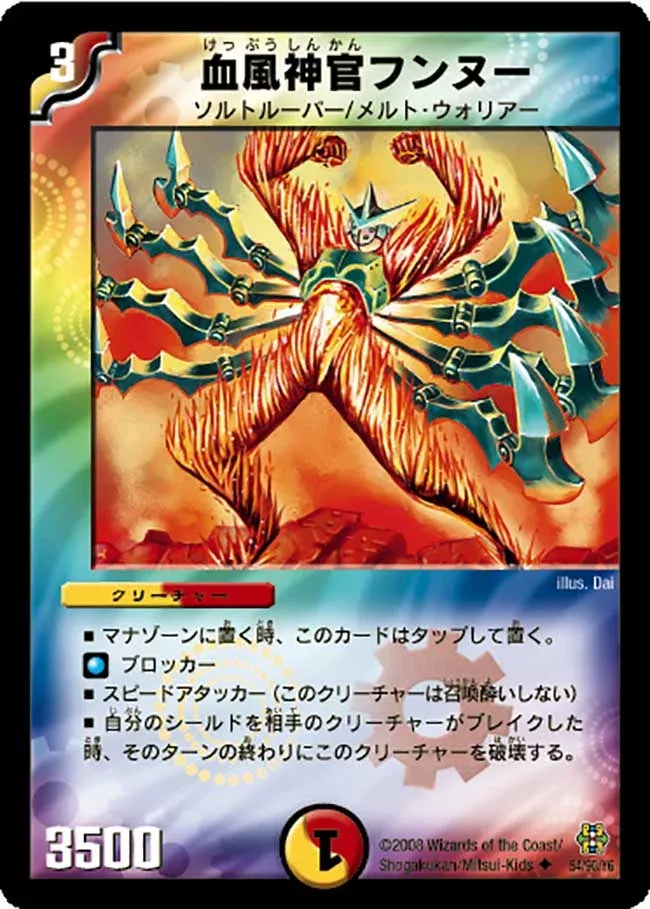 3
けっぷうしんかん
血風神官フンヌー
ソルトルーパー/メルト・ウォリアー
illus. Dai
クリーチャー
■ マナゾーンに置く時、このカードはタップして置く。
ブロッカー
■ スピードアタッカー(このクリーチャーは召喚酔いしない)
■ 自分のシールドを相手のクリーチャーがブレイクした
時、そのターンの終わりにこのクリーチャーを破壊する。
3500
1
©2008 Wizards of the Coast/
Shogakukan/Mitsui-Kids ◆
54/90/Y6